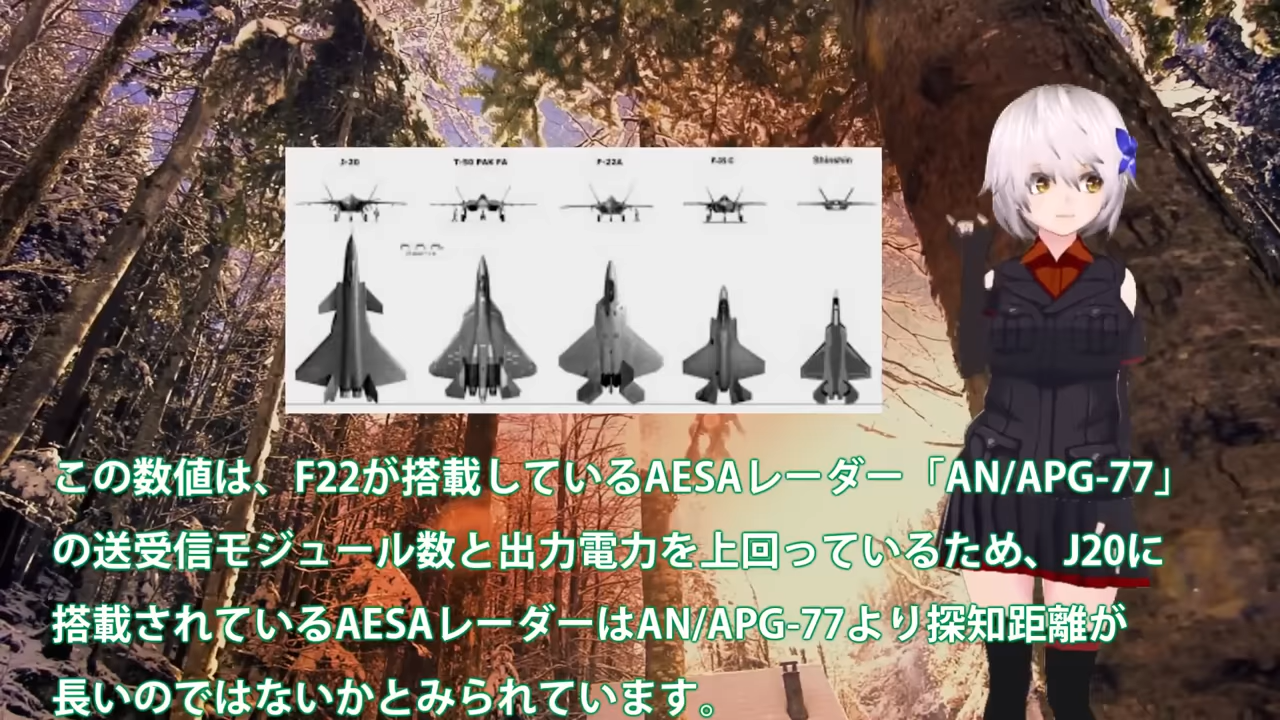 J-20
T-50 PAK FA
F-22A
F-35 C
Shinshin
この数値は、F22が搭載しているAESAレーダー「AN/APG-77」
の送受信モジュール数と出力電力を上回っているため、J20に
搭載されているAESAレーダーはAN/APG-77より探知距離が
長いのではないかとみられています。